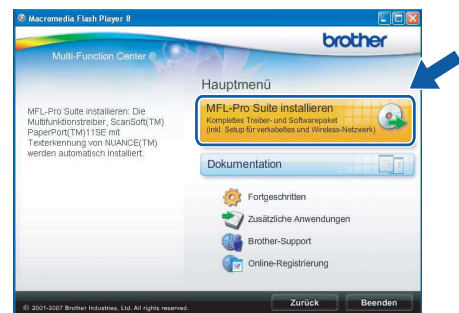 Macromedia Flash Player 8
brother
Multi-Function Center ®
Hauptmenü
MFL-Pro Suite installieren: Die
Multifunktionstreiber, ScanSoft(TM)
PaperPort(TM)11SE mit
Texterkennung von NUANCE(TM)
werden automatisch installiert.
MFL-Pro Suite installieren
Komplettes Treiber- und Softwarepaket
(inkl. Setup für verkabeltes und Wireless-Netzwerk)
Dokumentation
Fortgeschritten
Zusätzliche Anwendungen
Brother-Support
Online-Registrierung
© 2001-2007 Brother Industries, Ltd. All rights reserved.
Zurück
Beenden